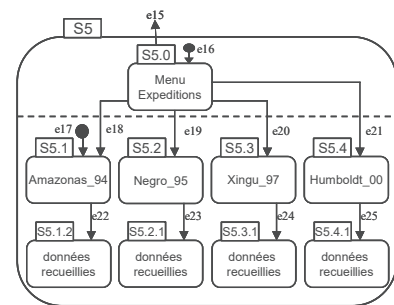 e15
S5
e16
S5.0
Menu
Expeditions
e17
e18
e19
e20
e21
S5.1
S5.2
S5.3
S5.4
Amazonas_94
Negro_95
Xingu_97
Humboldt_00
e22
e23
e24
e25
S5.1.2
S5.2.1
S5.3.1
S5.4.1
données
recueillies
données
recueillies
données
recueillies
données
recueillies